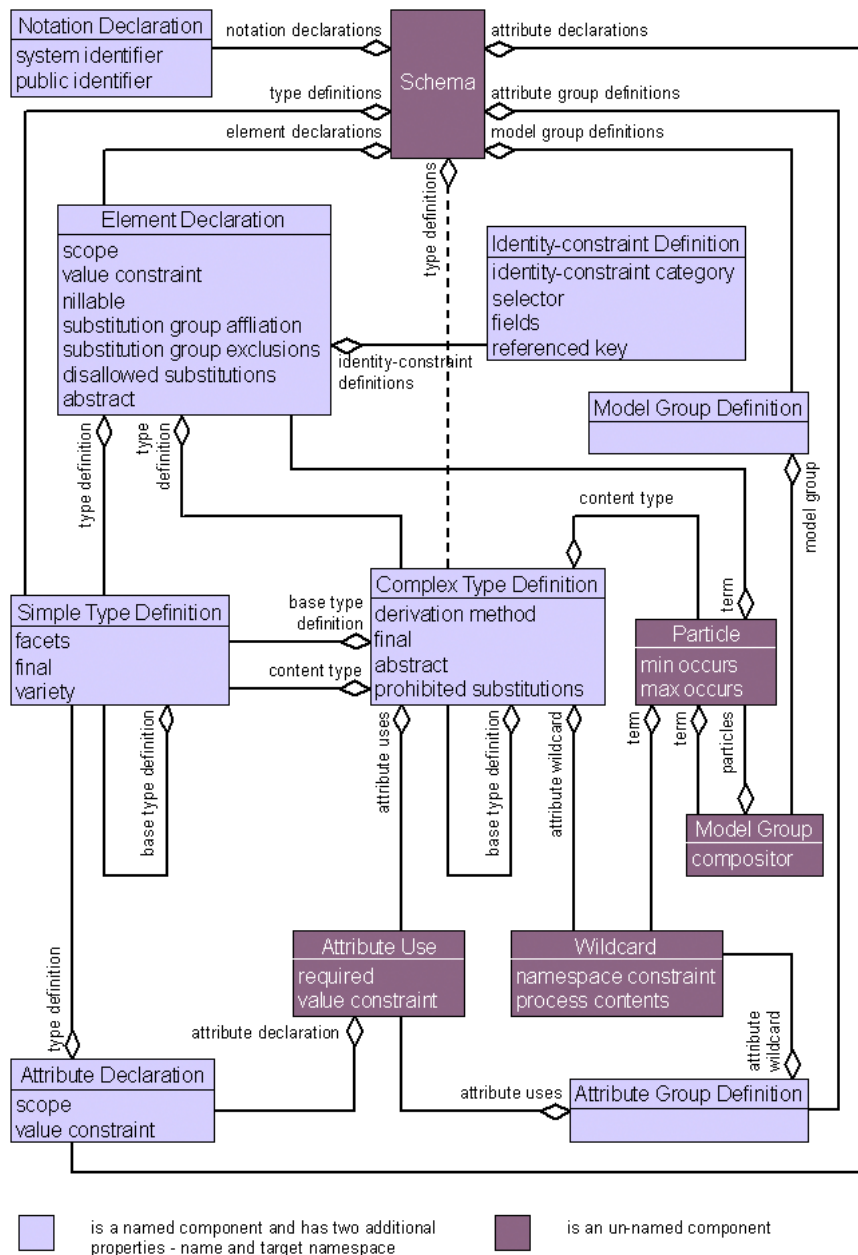 Notation Declaration
system identifier
public identifier
notation declarations
Schema
attribute declarations
type definitions
attribute group definitions
element declarations
model group definitions
type definitions
Element Declaration
scope
value constraint
nillable
substitution group affliation
substitution group exclusions
disallowed substitutions
abstract
Identity-constraint Definition
identity-constraint category
selector
fields
referenced key
identity-constraint
definitions
Model Group Definition
type definition
type
definition
content type
model group
Simple Type Definition
facets
final
variety
base type
definition
content type
Complex Type Definition
derivation method
final
abstract
prohibited substitutions
term
Particle
min occurs
max occurs
base type definition
attribute uses
base type definition
attribute wildcard
term
term
particles
Model Group
compositor
Attribute Use
required
value constraint
Wildcard
namespace constraint
process contents
type definition
attribute declaration
attribute
wildcard
Attribute Declaration
scope
value constraint
attribute uses
Attribute Group Definition
is a named component and has two additional
properties - name and target namespace
is an un-named component